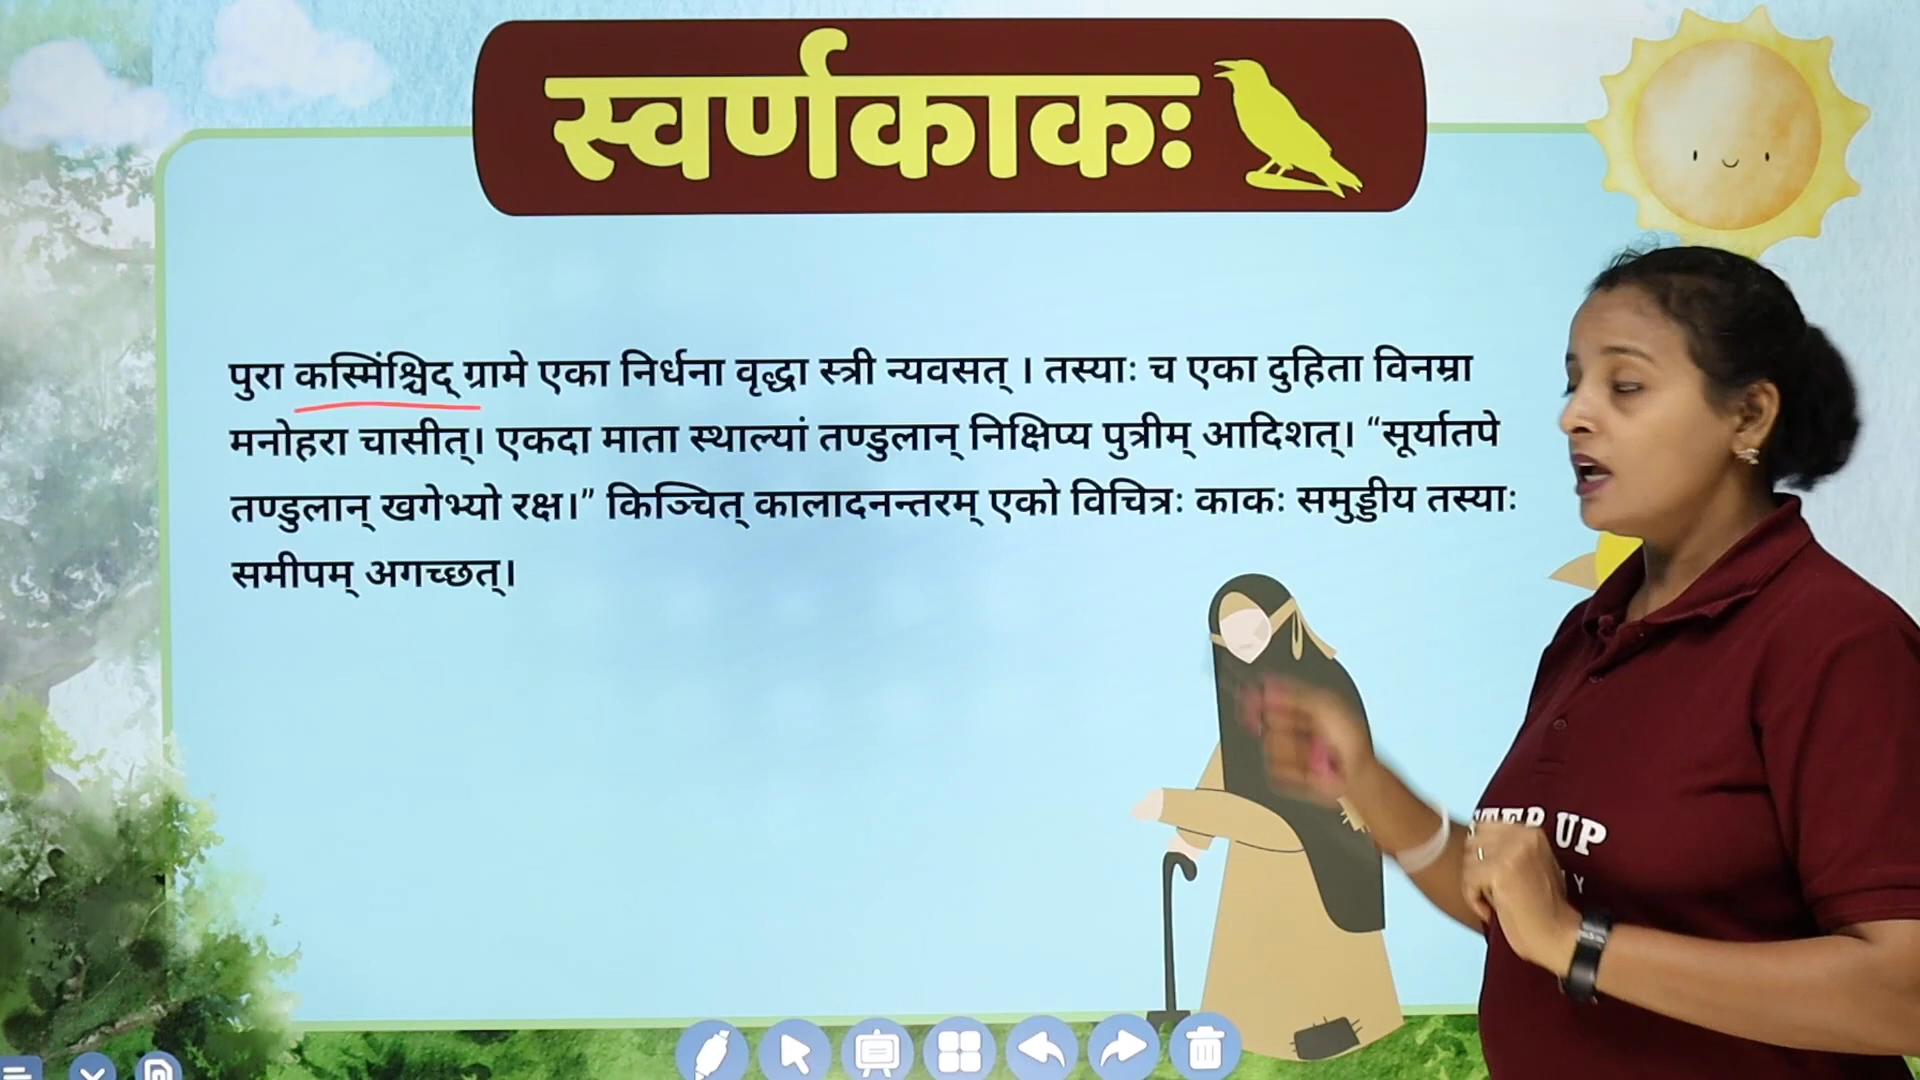 स्वर्णकाकः
पुरा कस्मिंश्चिद् ग्रामे एका निर्धना वृद्धा स्त्री न्यवसत् । तस्याः च एका दुहिता विनम्रा
मनोहरा चासीत्। एकदा माता स्थाल्यां तण्डुलान् निक्षिप्य पुत्रीम् आदिशत्। “सूर्यातपे
तण्डुलान् खगेभ्यो रक्ष।” किञ्चित् कालादनन्तरम् एको विचित्रः काकः समुड्डीय तस्याः
समीपम् अगच्छत्।
UP